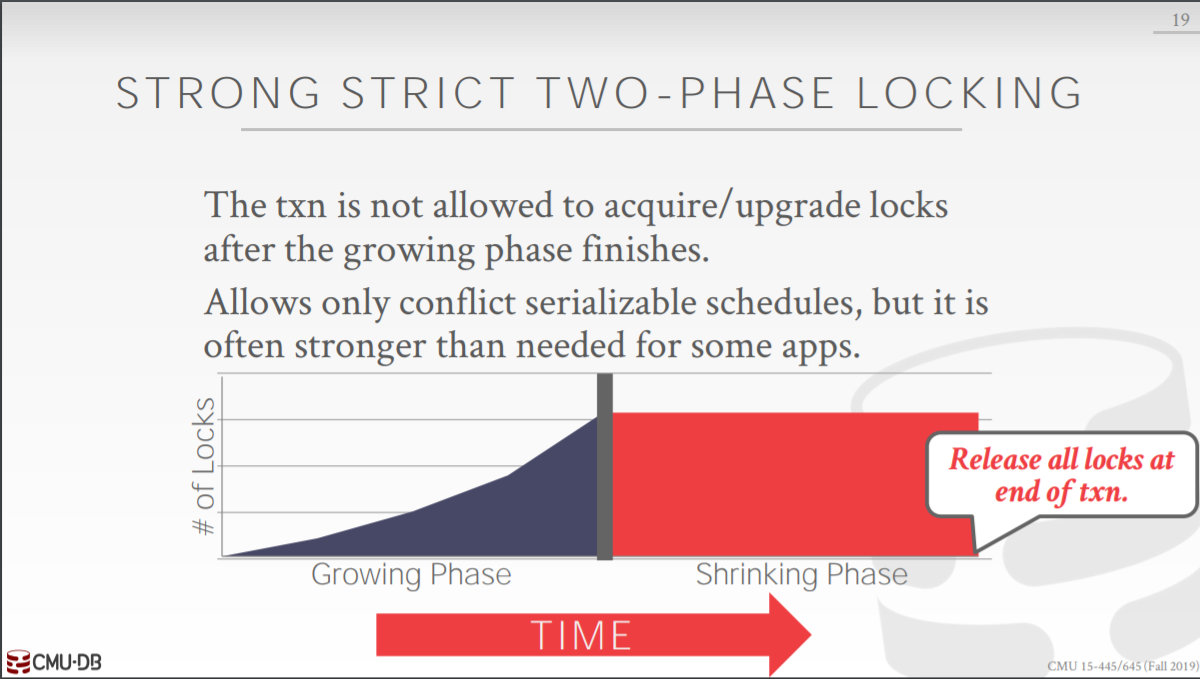 19
STRONG STRICT TWO-PHASE LOCKING
The txn is not allowed to acquire/upgrade locks
after the growing phase finishes.
Allows only conflict serializable schedules, but it is
often stronger than needed for some apps.
# of Locks
Release all locks at
end of txn.
Growing Phase
Shrinking Phase
TIME
CMU·DB
CMU 15-445/645 (Fall 2019)